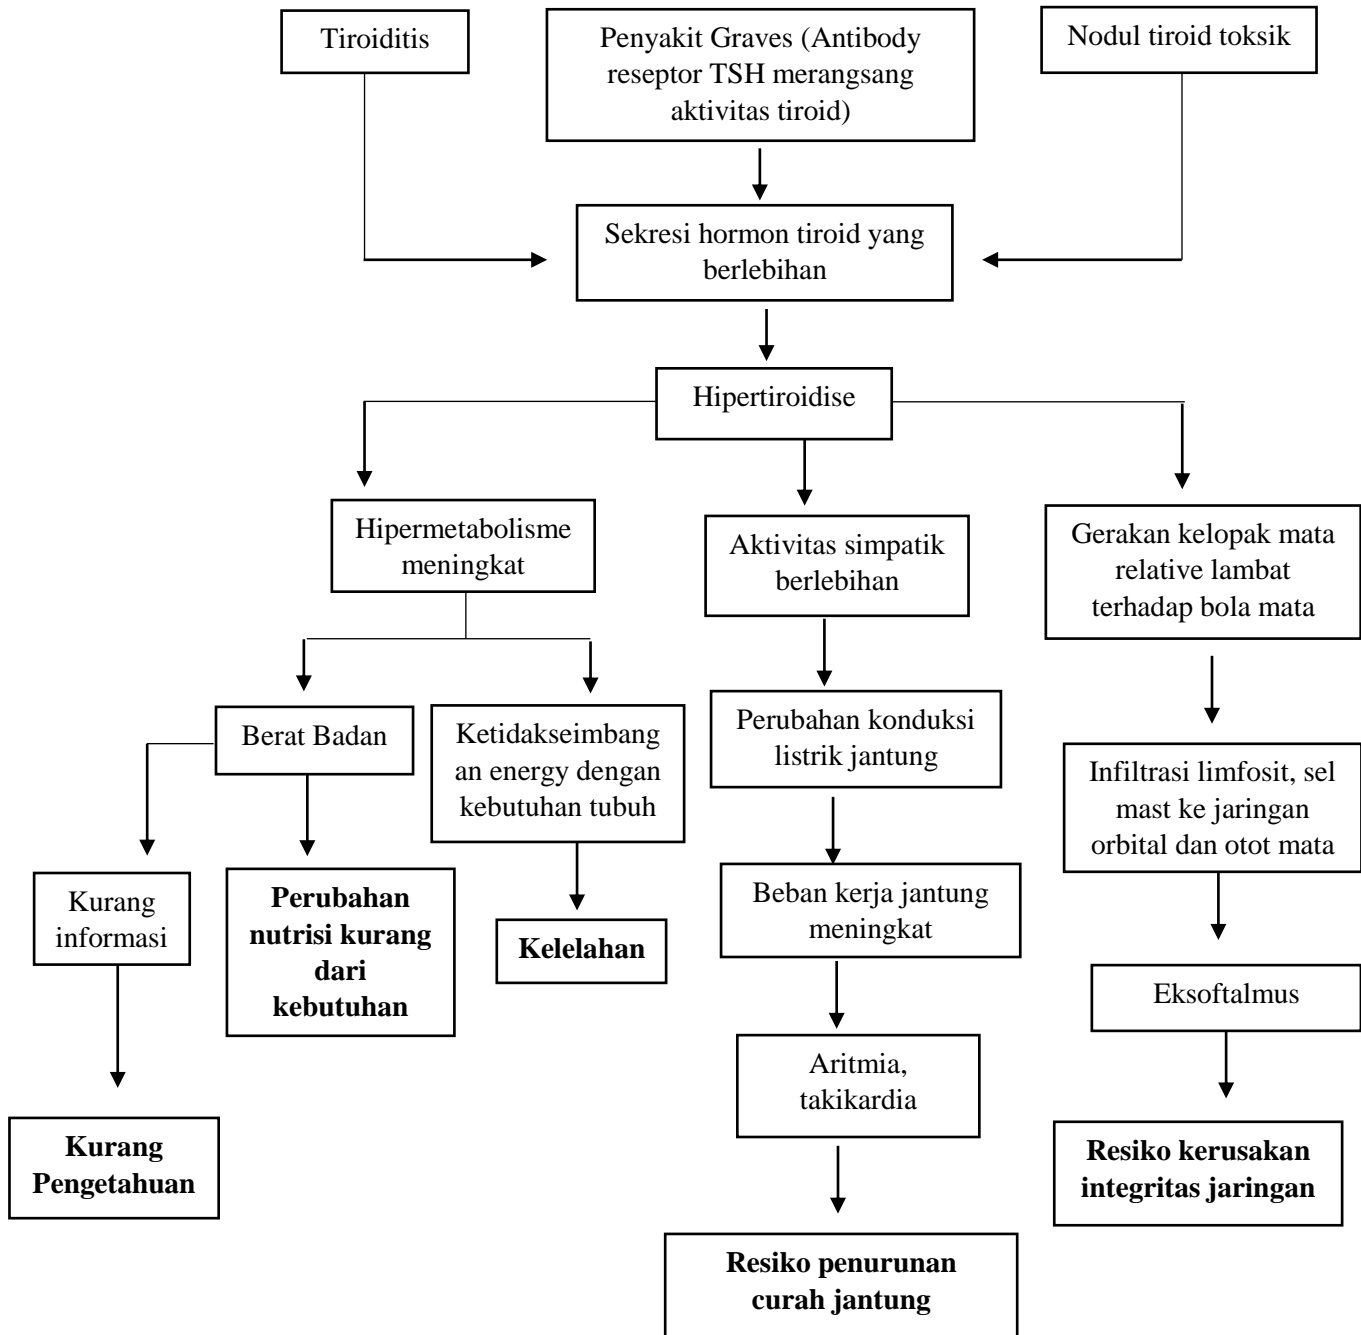 Tiroiditis
Penyakit Graves (Antibody
reseptor TSH merangsang
aktivitas tiroid)
Nodul tiroid toksik
Sekresi hormon tiroid yang
berlebihan
Hipertiroidise
Hipermetabolisme
meningkat
Aktivitas simpatik
berlebihan
Gerakan kelopak mata
relative lambat
terhadap bola mata
Berat Badan
Ketidakseimbang
an energy dengan
kebutuhan tubuh
Perubahan konduksi
listrik jantung
Infiltrasi limfosit, sel
mast ke jaringan
orbital dan otot mata
Kurang
informasi
Perubahan
nutrisi kurang
dari
kebutuhan
Kelelahan
Beban kerja jantung
meningkat
Eksoftalmus
Aritmia,
takikardia
Kurang
Pengetahuan
Resiko kerusakan
integritas jaringan
Resiko penurunan
curah jantung